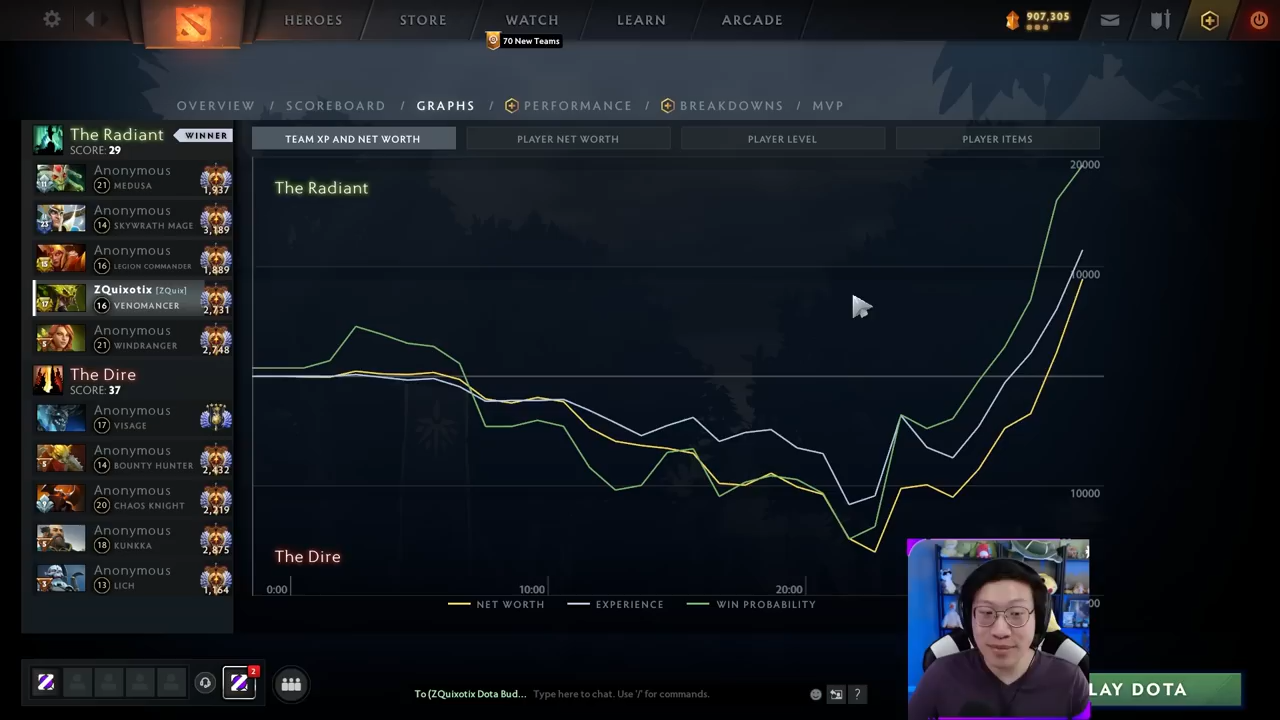 HEROES
STORE
WATCH
LEARN
ARCADE
907,305
70 New Teams
OVERVIEW / SCOREBOARD / GRAPHS / PERFORMANCE / BREAKDOWNS / MVP
The Radiant
WINNER
SCORE: 29
Anonymous
21 MEDUSA
1,937
Anonymous
14 SKYWRATH MAGE
3,189
Anonymous
16 LEGION COMMANDER
1,889
ZQuixotix [ZQuix]
16 VENOMANCER
2,731
Anonymous
21 WINDRANGER
2,748
The Dire
SCORE: 37
Anonymous
17 VISAGE
Anonymous
14 BOUNTY HUNTER
2,432
Anonymous
20 CHAOS KNIGHT
2,219
Anonymous
18 KUNKKA
2,875
Anonymous
13 LICH
1,164
TEAM XP AND NET WORTH
PLAYER NET WORTH
PLAYER LEVEL
PLAYER ITEMS
The Radiant
20000
10000
10000
The Dire
0:00
10:00
20:00
00
NET WORTH
EXPERIENCE
WIN PROBABILITY
2
To (ZQuixotix Dota Bud...
Type here to chat. Use '/' for commands.
?
LAY DOTA